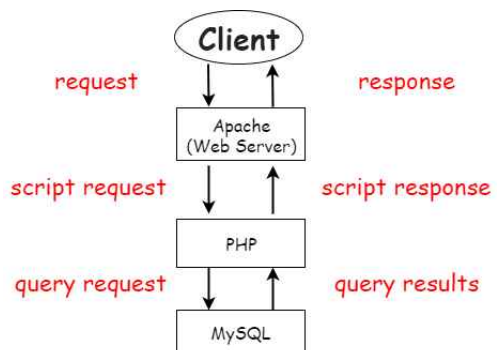 Client
request
response
Apache
(Web Server)
script request
script response
PHP
query request
query results
MySQL